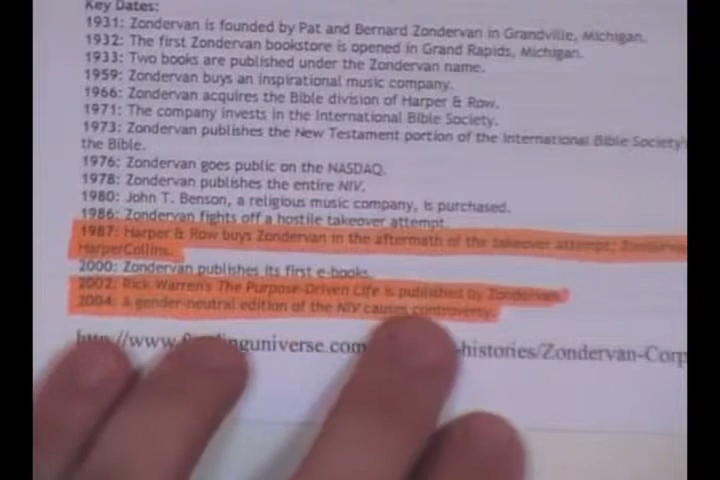 Key Dates:
1931: Zondervan is founded by Pat and Bernard Zondervan in Grandville, Michigan.
1932: The first Zondervan bookstore is opened in Grand Rapids, Michigan.
1933: Two books are published under the Zondervan name.
1959: Zondervan buys an inspirational music company.
1966: Zondervan acquires the Bible division of Harper & Row.
1971: The company invests in the International Bible Society.
1973: Zondervan publishes the New Testament portion of the International Bible Society'
the Bible.
1976: Zondervan goes public on the NASDAQ.
1978: Zondervan publishes the entire NIV.
1980: John T. Benson, a religious music company, is purchased.
1986: Zondervan fights off a hostile takeover attempt.
1987: Harper & Row buys Zondervan in the aftermath of the takeover attempt;
HarperCollins.
2000: Zondervan publishes its first e-books.
2002: Rick Warren's The Purpose-Driven Life is published by Zondervan.
2004: A gender-neutral edition of the NIV causes controversy.
http://www.f nguniverse.com -histories/Zondervan-Corp